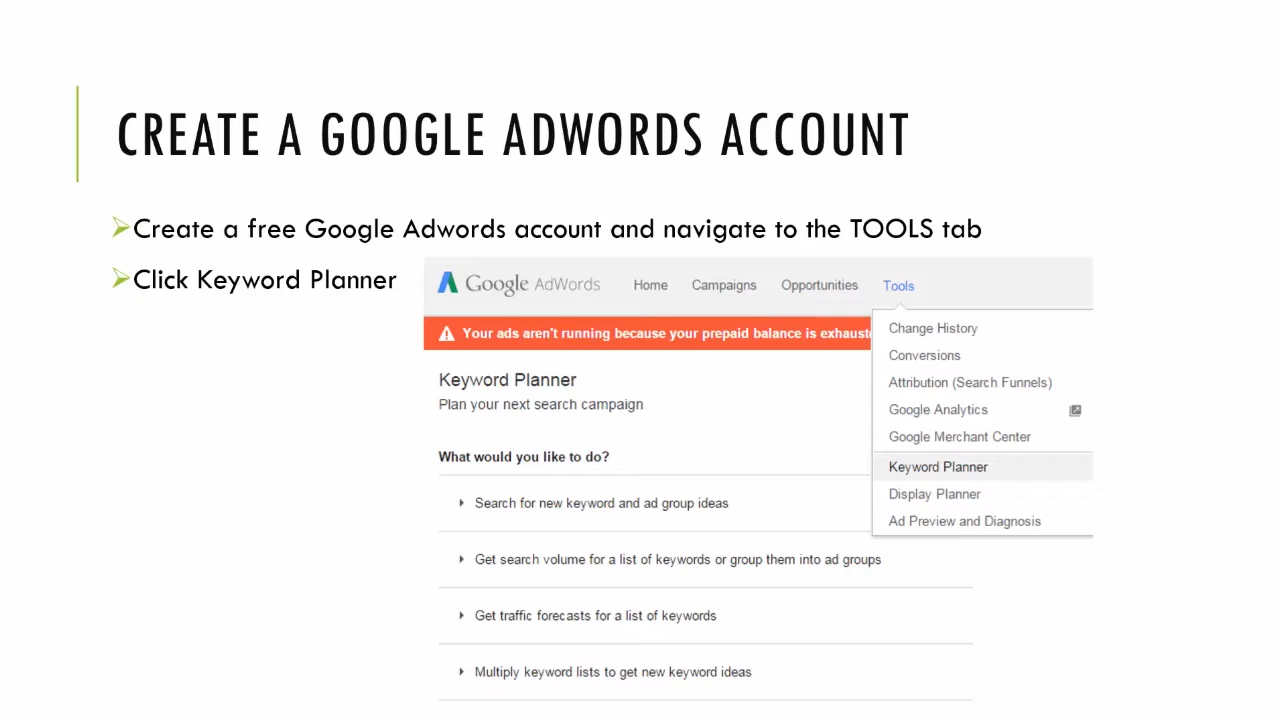 CREATE A GOOGLE ADWORDS ACCOUNT
Create a free Google Adwords account and navigate to the TOOLS tab
Click Keyword Planner
Google AdWords Home Campaigns Opportunities Tools
Your ads aren't running because your prepaid balance is exhauste
Change History
Conversions
Attribution (Search Funnels)
Google Analytics
Google Merchant Center
Keyword Planner
Display Planner
Ad Preview and Diagnosis
Keyword Planner
Plan your next search campaign
What would you like to do?
Search for new keyword and ad group ideas
Get search volume for a list of keywords or group them into ad groups
Get traffic forecasts for a list of keywords
Multiply keyword lists to get new keyword ideas